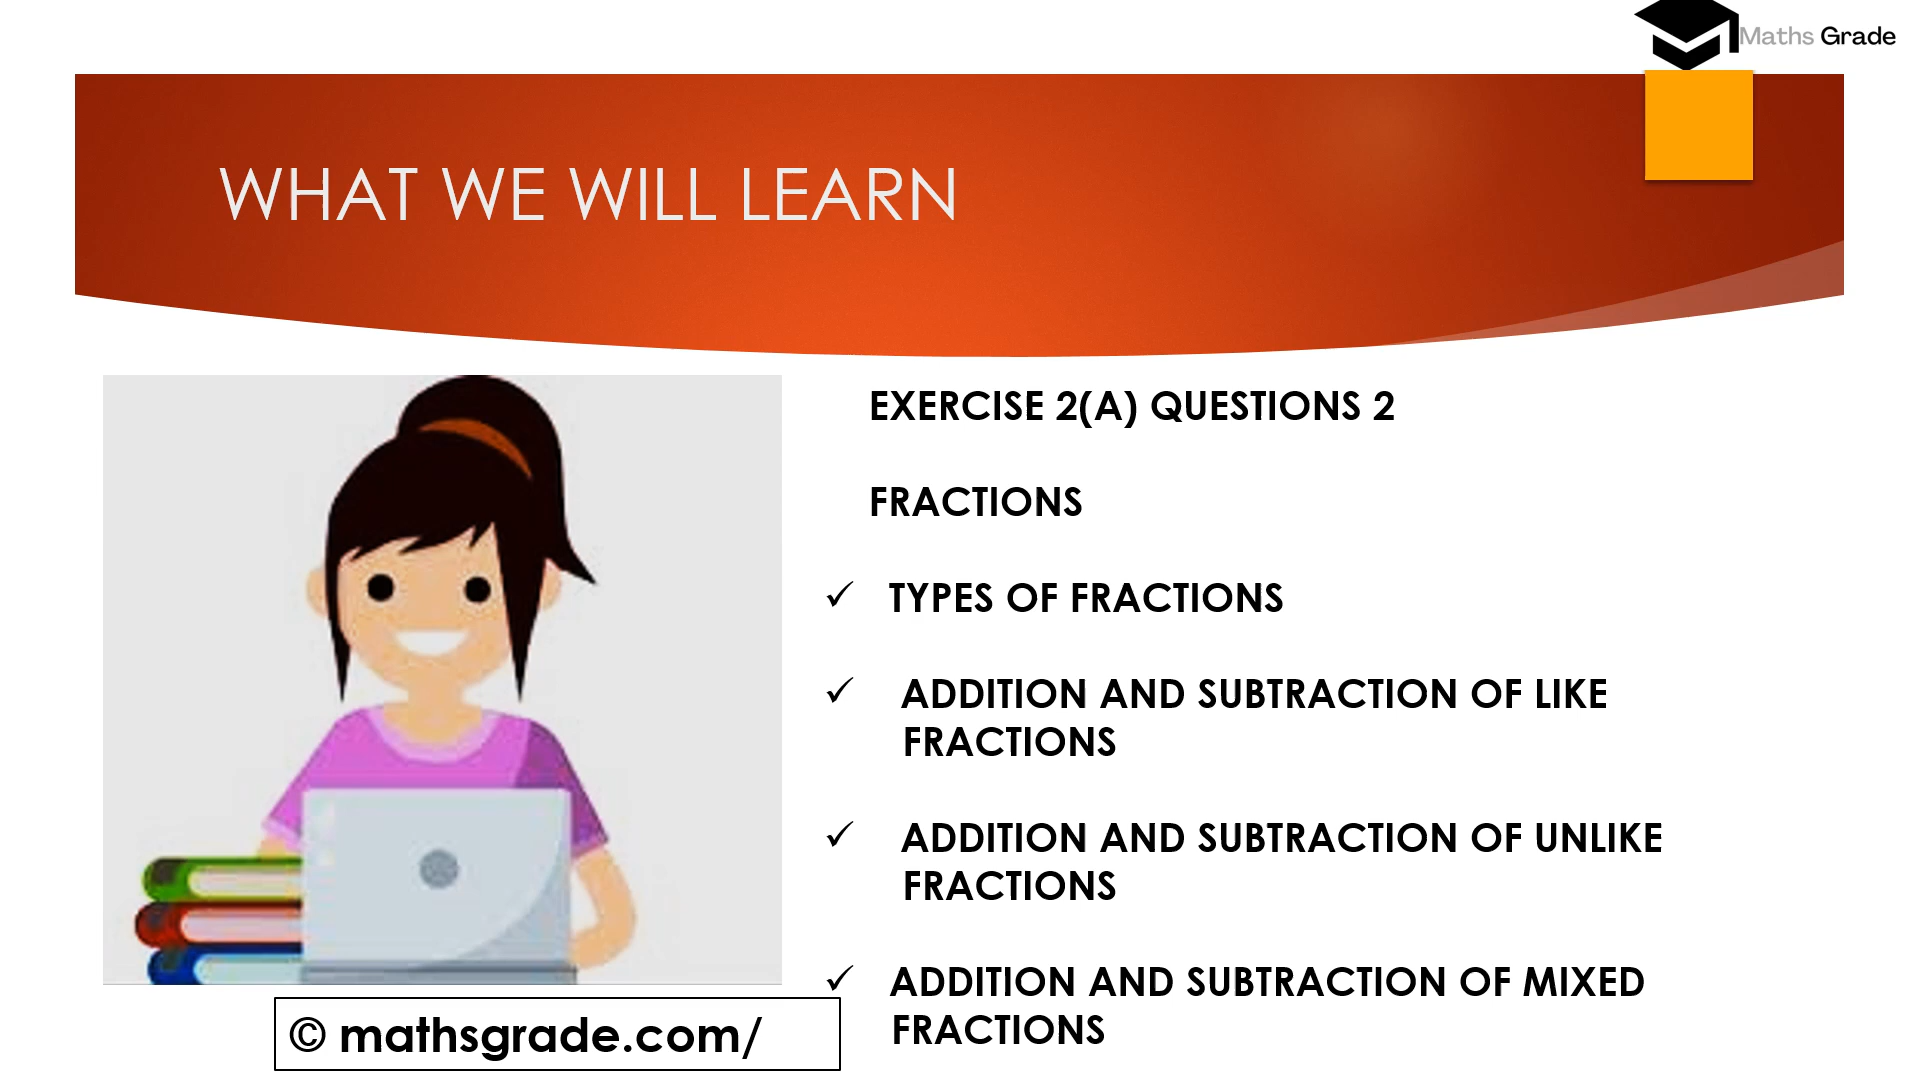 Maths Grade
WHAT WE WILL LEARN
EXERCISE 2(A) QUESTIONS 2
FRACTIONS
✓ TYPES OF FRACTIONS
✓ ADDITION AND SUBTRACTION OF LIKE
FRACTIONS
✓ ADDITION AND SUBTRACTION OF UNLIKE
FRACTIONS
✓ ADDITION AND SUBTRACTION OF MIXED
FRACTIONS
© mathsgrade.com/